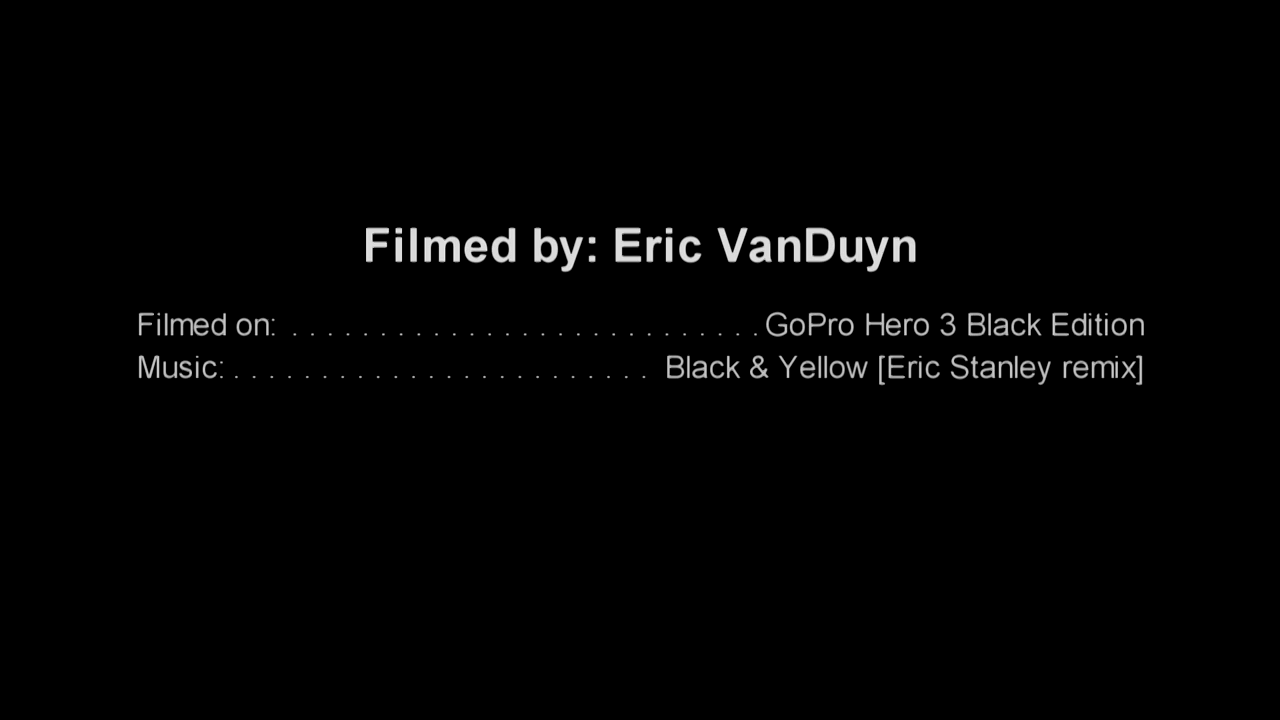 Filmed by: Eric VanDuyn
Filmed on: . . . . . . . . . . . . . . . . . . . . . . . . . . . GoPro Hero 3 Black Edition
Music: . . . . . . . . . . . . . . . . . . . . . . . . Black & Yellow [Eric Stanley remix]